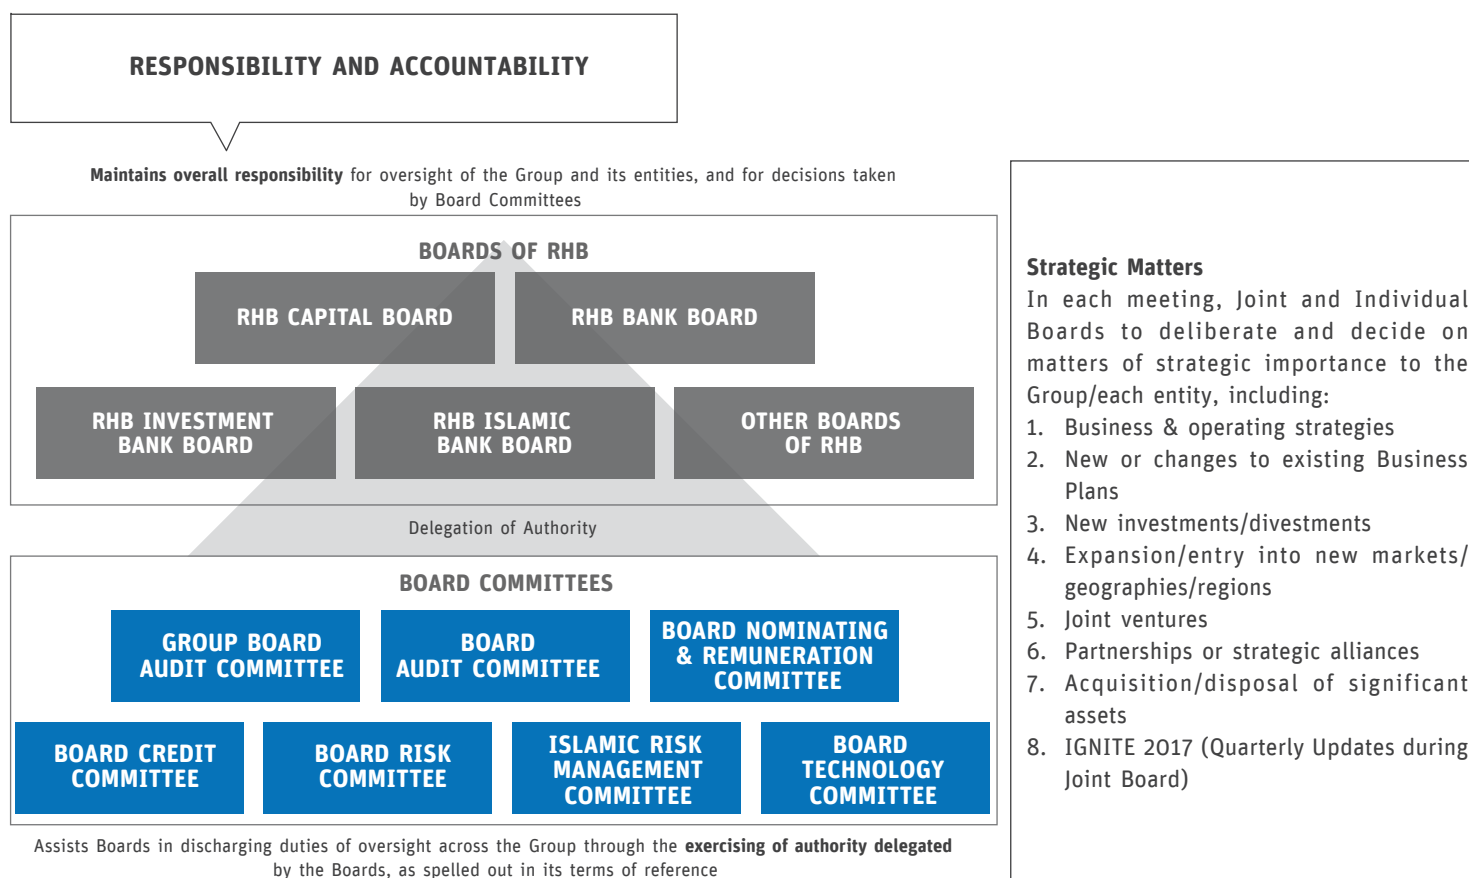 RESPONSIBILITY AND ACCOUNTABILITY
Maintains overall responsibility for oversight of the Group and its entities, and for decisions taken
by Board Committees
BOARDS OF RHB
RHB CAPITAL BOARD
RHB BANK BOARD
RHB INVESTMENT
BANK BOARD
RHB ISLAMIC
BANK BOARD
OTHER BOARDS
OF RHB
Delegation of Authority
BOARD COMMITTEES
GROUP BOARD
AUDIT COMMITTEE
BOARD
AUDIT COMMITTEE
BOARD NOMINATING
& REMUNERATION
COMMITTEE
BOARD CREDIT
COMMITTEE
BOARD RISK
COMMITTEE
ISLAMIC RISK
MANAGEMENT
COMMITTEE
BOARD
TECHNOLOGY
COMMITTEE
Assists Boards in discharging duties of oversight across the Group through the exercising of authority delegated
by the Boards, as spelled out in its terms of reference
Strategic Matters
In each meeting, Joint and Individual
Boards to deliberate and decide on
matters of strategic importance to the
Group/each entity, including:
1. Business & operating strategies
2. New or changes to existing Business
Plans
3. New investments/divestments
4. Expansion/entry into new markets/
geographies/regions
5. Joint ventures
6. Partnerships or strategic alliances
7. Acquisition/disposal of significant
assets
8. IGNITE 2017 (Quarterly Updates during
Joint Board)